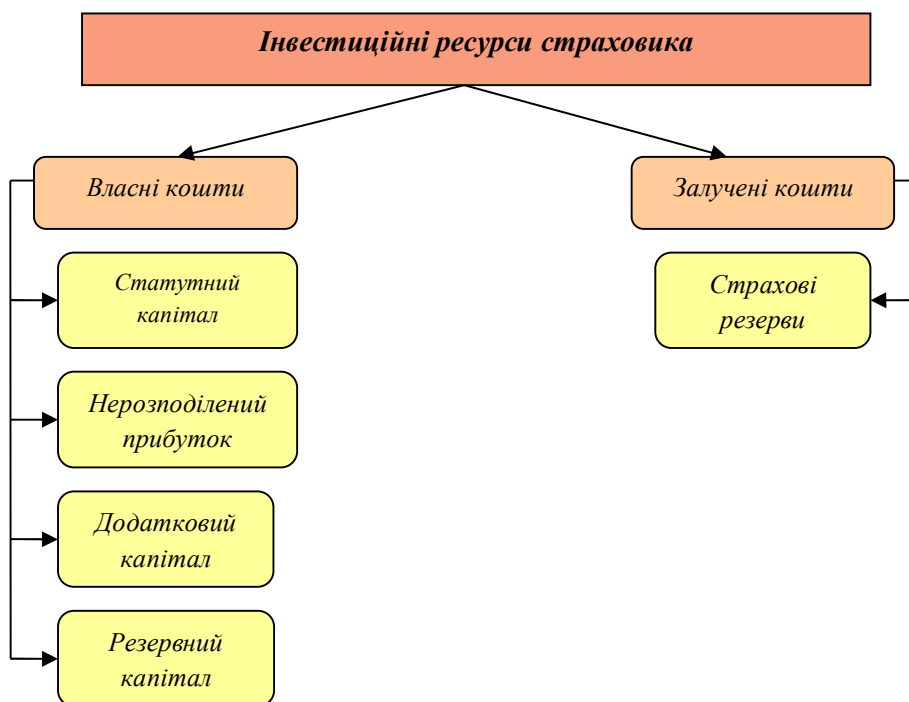 Інвестиційні ресурси страховика
Власні кошти
Статутний
капітал
Нерозподілений
прибуток
Додатковий
капітал
Резервний
капітал
Залучені кошти
Страхові
резерви